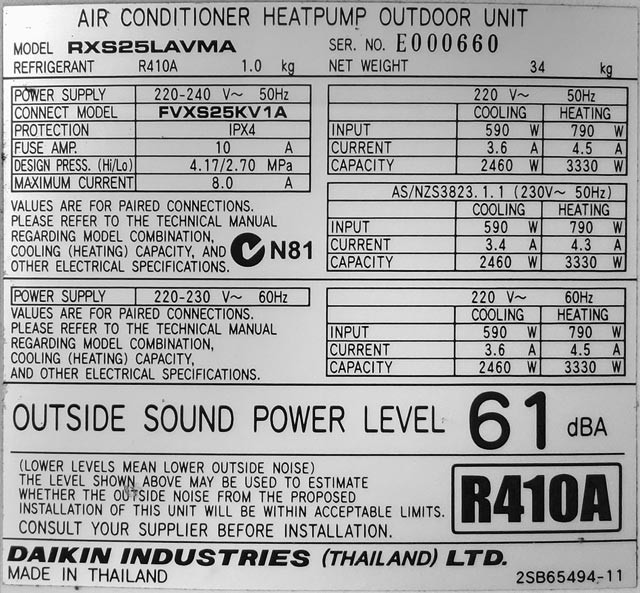 AIR CONDITIONER HEATPUMP OUTDOOR UNIT
MODEL RXS25LAVMA SER. NO. E000660
REFRIGERANT R410A 1.0 kg NET WEIGHT 34 kg
POWER SUPPLY 220-240 V~ 50Hz
CONNECT MODEL FVXS25KV1A
PROTECTION IPX4
FUSE AMP. 10 A
DESIGN PRESS. (Hi/Lo) 4.17/2.70 MPa
MAXIMUM CURRENT 8.0 A
VALUES ARE FOR PAIRED CONNECTIONS.
PLEASE REFER TO THE TECHNICAL MANUAL
REGARDING MODEL COMBINATION,
COOLING (HEATING) CAPACITY, AND
OTHER ELECTRICAL SPECIFICATIONS.
N81
220 V~ 50Hz
COOLING HEATING
INPUT 590 W 790 W
CURRENT 3.6 A 4.5 A
CAPACITY 2460 W 3330 W
AS/NZS3823.1.1 (230V~ 50Hz)
COOLING HEATING
INPUT 590 W 790 W
CURRENT 3.4 A 4.3 A
CAPACITY 2460 W 3330 W
POWER SUPPLY 220-230 V~ 60Hz
VALUES ARE FOR PAIRED CONNECTIONS.
PLEASE REFER TO THE TECHNICAL MANUAL
REGARDING MODEL COMBINATION,
COOLING (HEATING) CAPACITY,
AND OTHER ELECTRICAL SPECIFICATIONS.
220 V~ 60Hz
COOLING HEATING
INPUT 590 W 790 W
CURRENT 3.6 A 4.5 A
CAPACITY 2460 W 3330 W
OUTSIDE SOUND POWER LEVEL 61 dBA
(LOWER LEVELS MEAN LOWER OUTSIDE NOISE)
THE LEVEL SHOWN ABOVE MAY BE USED TO ESTIMATE
WHETHER THE OUTSIDE NOISE FROM THE PROPOSED
INSTALLATION OF THIS UNIT WILL BE WITHIN ACCEPTABLE LIMITS.
CONSULT YOUR SUPPLIER BEFORE INSTALLATION.
R410A
DAIKIN INDUSTRIES (THAILAND) LTD.
MADE IN THAILAND 2SB65494-11